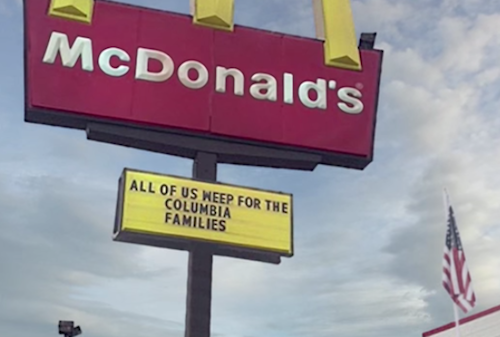 McDonald's
ALL OF US WEEP FOR THE
COLUMBIA
FAMILIES